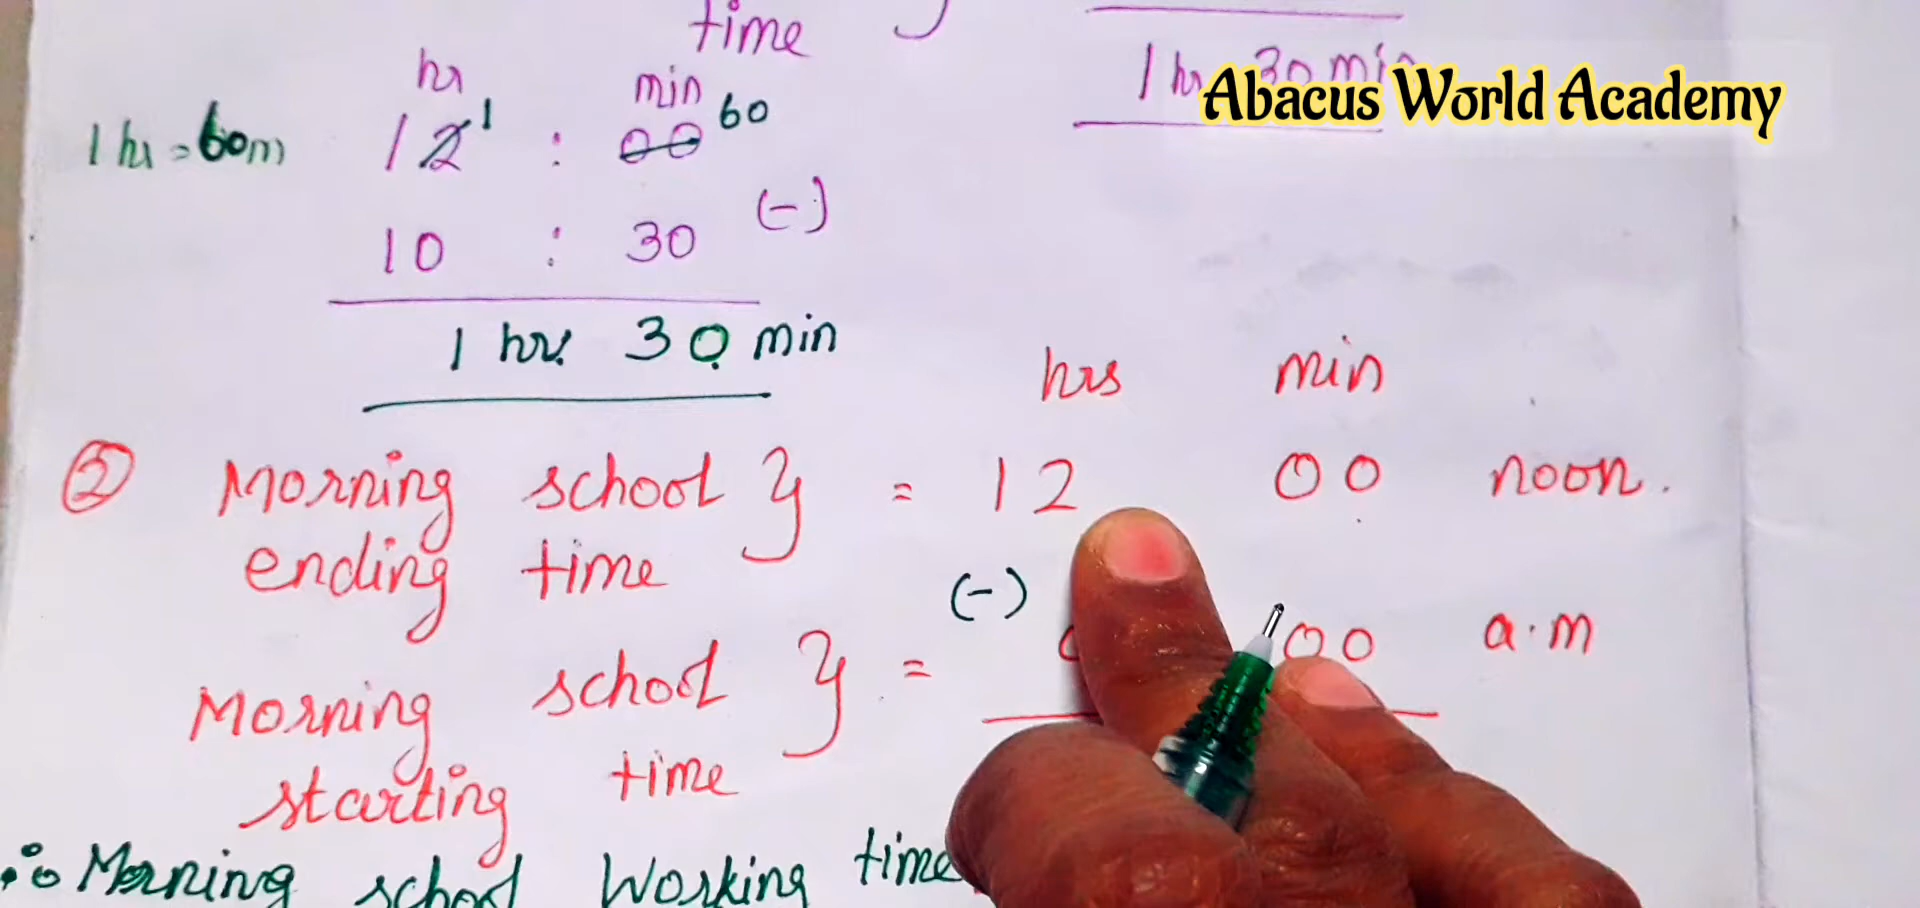 time }
1 hr 30 min
Abacus World Academy
hr min
1 hr = 60m 12 1 : 00 60
(-)
10 : 30
1 hr. 30 min
hrs min
② Morning school } = 12 00 noon.
ending time
(-)
Morning school } = 00 a.m
starting time
∴ Morning school working time